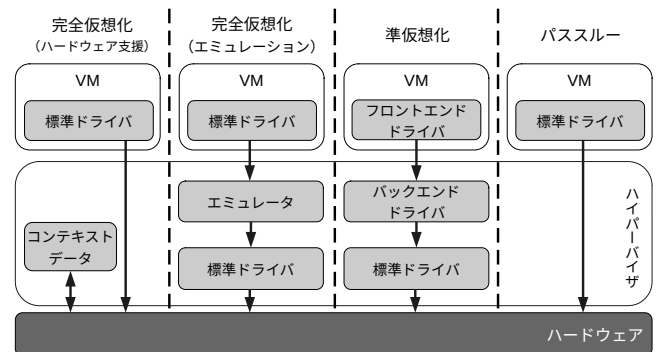 完全仮想化
（ハードウェア支援）
完全仮想化
（エミュレーション）
準仮想化
パススルー
VM
VM
VM
VM
標準ドライバ
標準ドライバ
フロントエンド
ドライバ
標準ドライバ
エミュレータ
バックエンド
ドライバ
コンテキスト
データ
標準ドライバ
標準ドライバ
ハイパーバイザ
ハードウェア